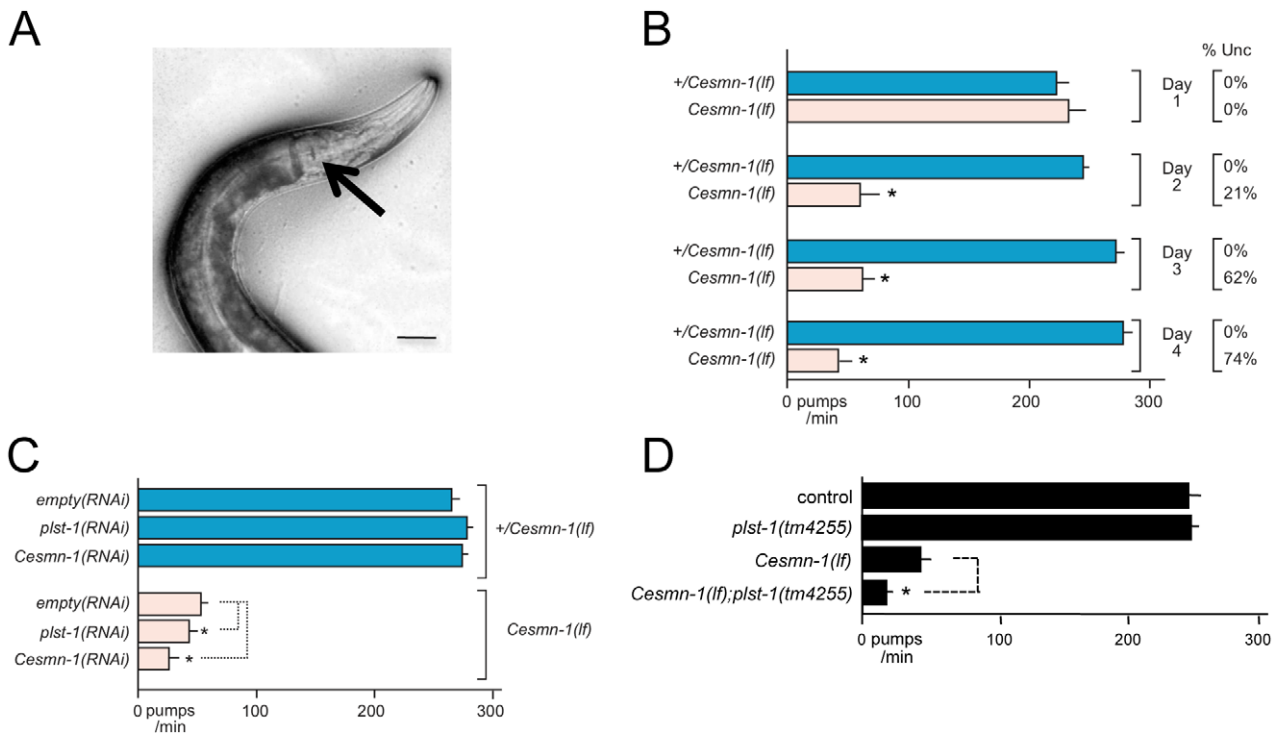 A
B
% Unc
+/Cesmn-1(lf)
Cesmn-1(lf)
Day
1
0%
0%
+/Cesmn-1(lf)
Cesmn-1(lf)
*
Day
2
0%
21%
+/Cesmn-1(lf)
Cesmn-1(lf)
*
Day
3
0%
62%
+/Cesmn-1(lf)
Cesmn-1(lf)
*
Day
4
0%
74%
0 pumps 100 200 300
/min
C
empty(RNAi)
plst-1(RNAi)
Cesmn-1(RNAi)
+/Cesmn-1(lf)
empty(RNAi)
plst-1(RNAi)
*
Cesmn-1(RNAi)
*
Cesmn-1(lf)
0 pumps 100 200 300
/min
D
control
plst-1(tm4255)
Cesmn-1(lf)
Cesmn-1(lf);plst-1(tm4255)
*
0 pumps 100 200 300
/min